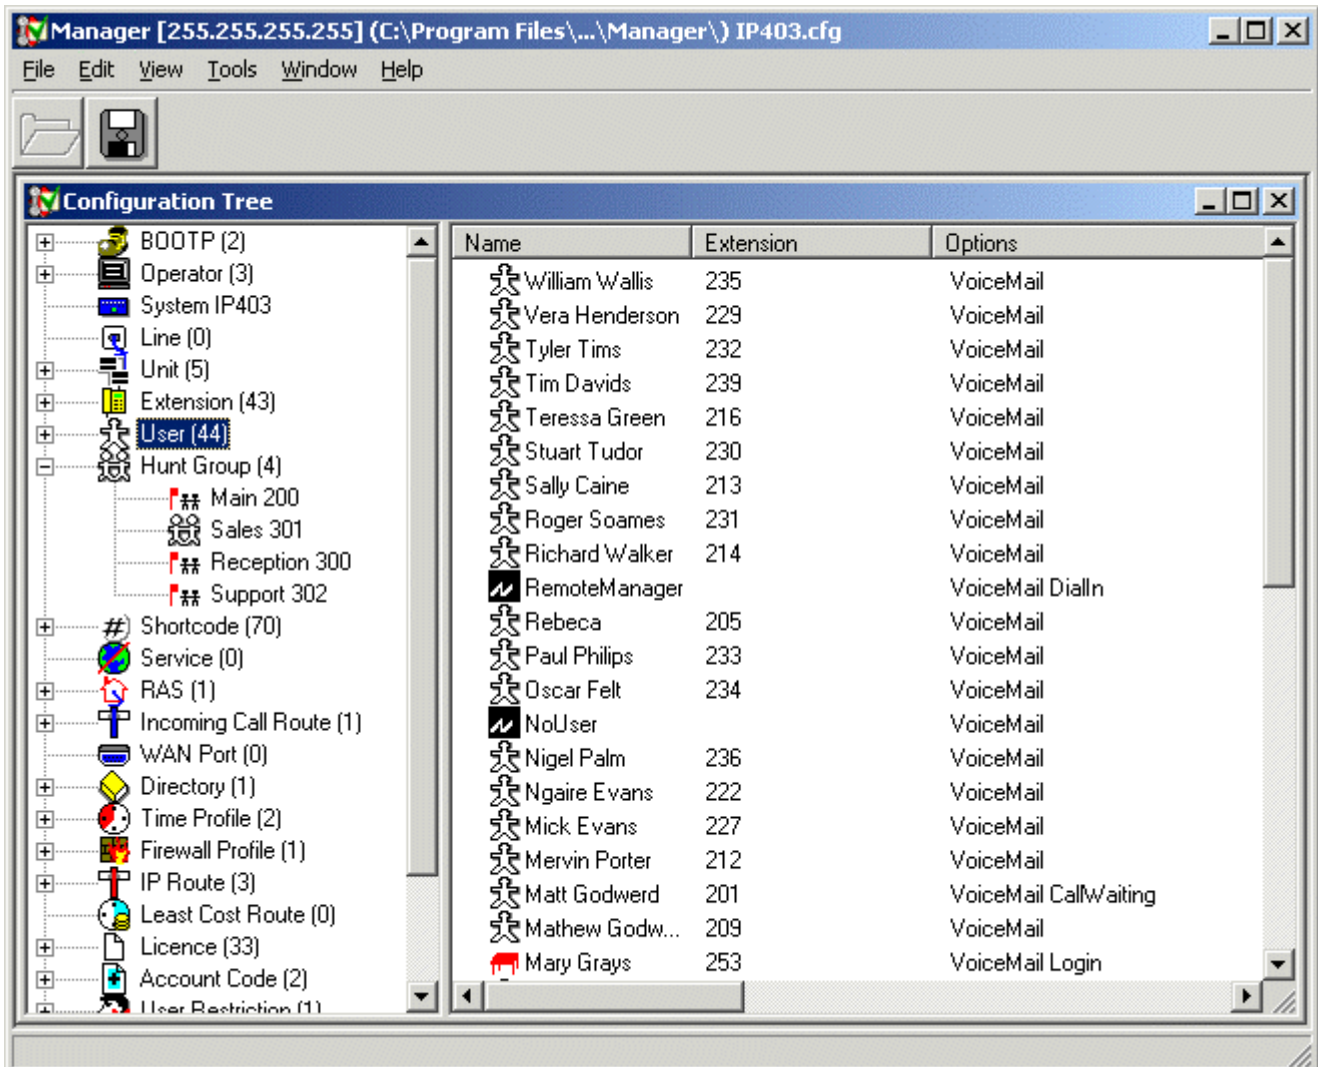 Manager [255.255.255.255] (C:\Program Files\...\Manager\) IP403.cfg
File Edit View Tools Window Help
Configuration Tree
BOOTP (2)
Operator (3)
System IP403
Line (0)
Unit (5)
Extension (43)
User (44)
Hunt Group (4)
Main 200
Sales 301
Reception 300
Support 302
Shortcode (70)
Service (0)
RAS (1)
Incoming Call Route (1)
WAN Port (0)
Directory (1)
Time Profile (2)
Firewall Profile (1)
IP Route (3)
Least Cost Route (0)
Licence (33)
Account Code (2)
User Restriction (1)
Name Extension Options
William Wallis 235 VoiceMail
Vera Henderson 229 VoiceMail
Tyler Tims 232 VoiceMail
Tim Davids 239 VoiceMail
Teressa Green 216 VoiceMail
Stuart Tudor 230 VoiceMail
Sally Caine 213 VoiceMail
Roger Soames 231 VoiceMail
Richard Walker 214 VoiceMail
RemoteManager VoiceMail DialIn
Rebeca 205 VoiceMail
Paul Philips 233 VoiceMail
Oscar Felt 234 VoiceMail
NoUser VoiceMail
Nigel Palm 236 VoiceMail
Ngaire Evans 222 VoiceMail
Mick Evans 227 VoiceMail
Mervin Porter 212 VoiceMail
Matt Godwerd 201 VoiceMail CallWaiting
Mathew Godw... 209 VoiceMail
Mary Grays 253 VoiceMail Login